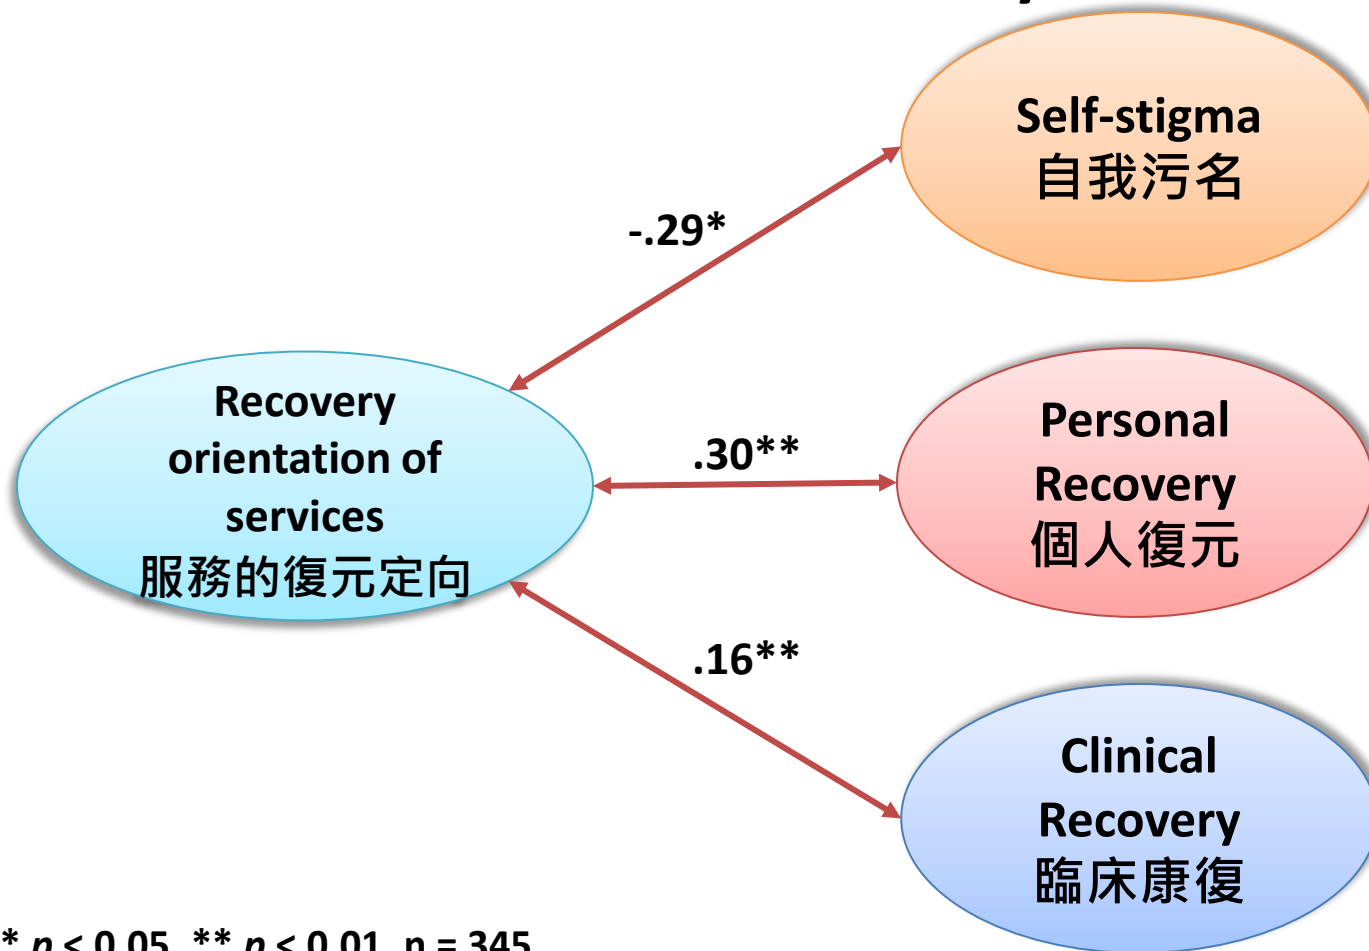 Self-stigma
自我污名
-.29*
Recovery
orientation of
services
服務的復元定向
.30**
Personal
Recovery
個人復元
.16**
Clinical
Recovery
臨床康復
* p < 0.05, ** p < 0.01, n = 345